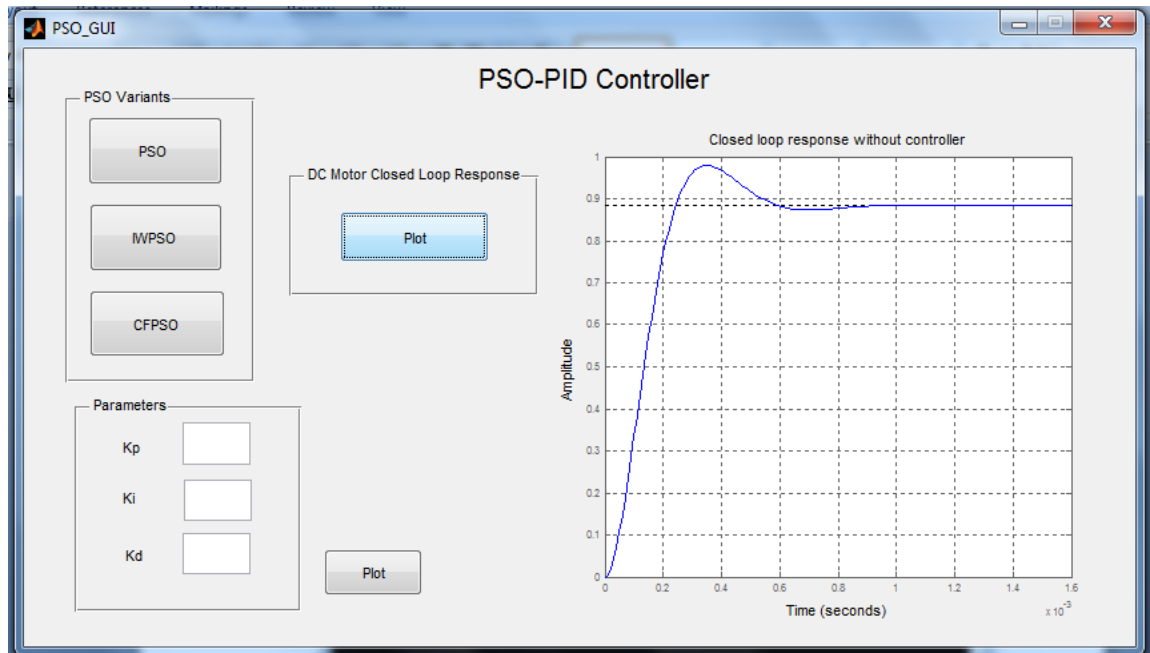 PSO_GUI
PSO-PID Controller
PSO Variants
PSO
IWPSO
CFPSO
DC Motor Closed Loop Response
Plot
Parameters
Kp
Ki
Kd
Plot
Closed loop response without controller
Amplitude
1
0.9
0.8
0.7
0.6
0.5
0.4
0.3
0.2
0.1
0
0 0.2 0.4 0.6 0.8 1 1.2 1.4 1.6
x 10^-3
Time (seconds)